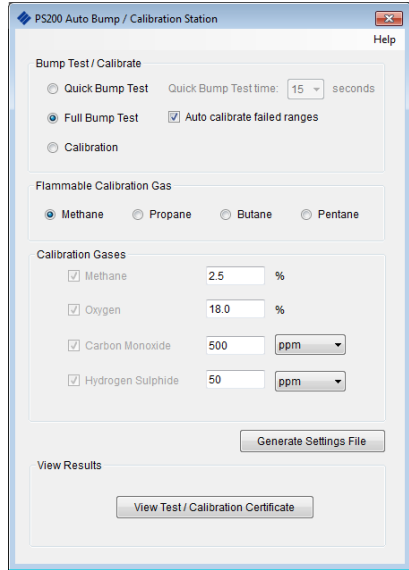 PS200 Auto Bump / Calibration Station
Help
Bump Test / Calibrate
Quick Bump Test Quick Bump Test time: 15 seconds
Full Bump Test Auto calibrate failed ranges
Calibration
Flammable Calibration Gas
Methane Propane Butane Pentane
Calibration Gases
Methane 2.5 %
Oxygen 18.0 %
Carbon Monoxide 500 ppm
Hydrogen Sulphide 50 ppm
Generate Settings File
View Results
View Test / Calibration Certificate